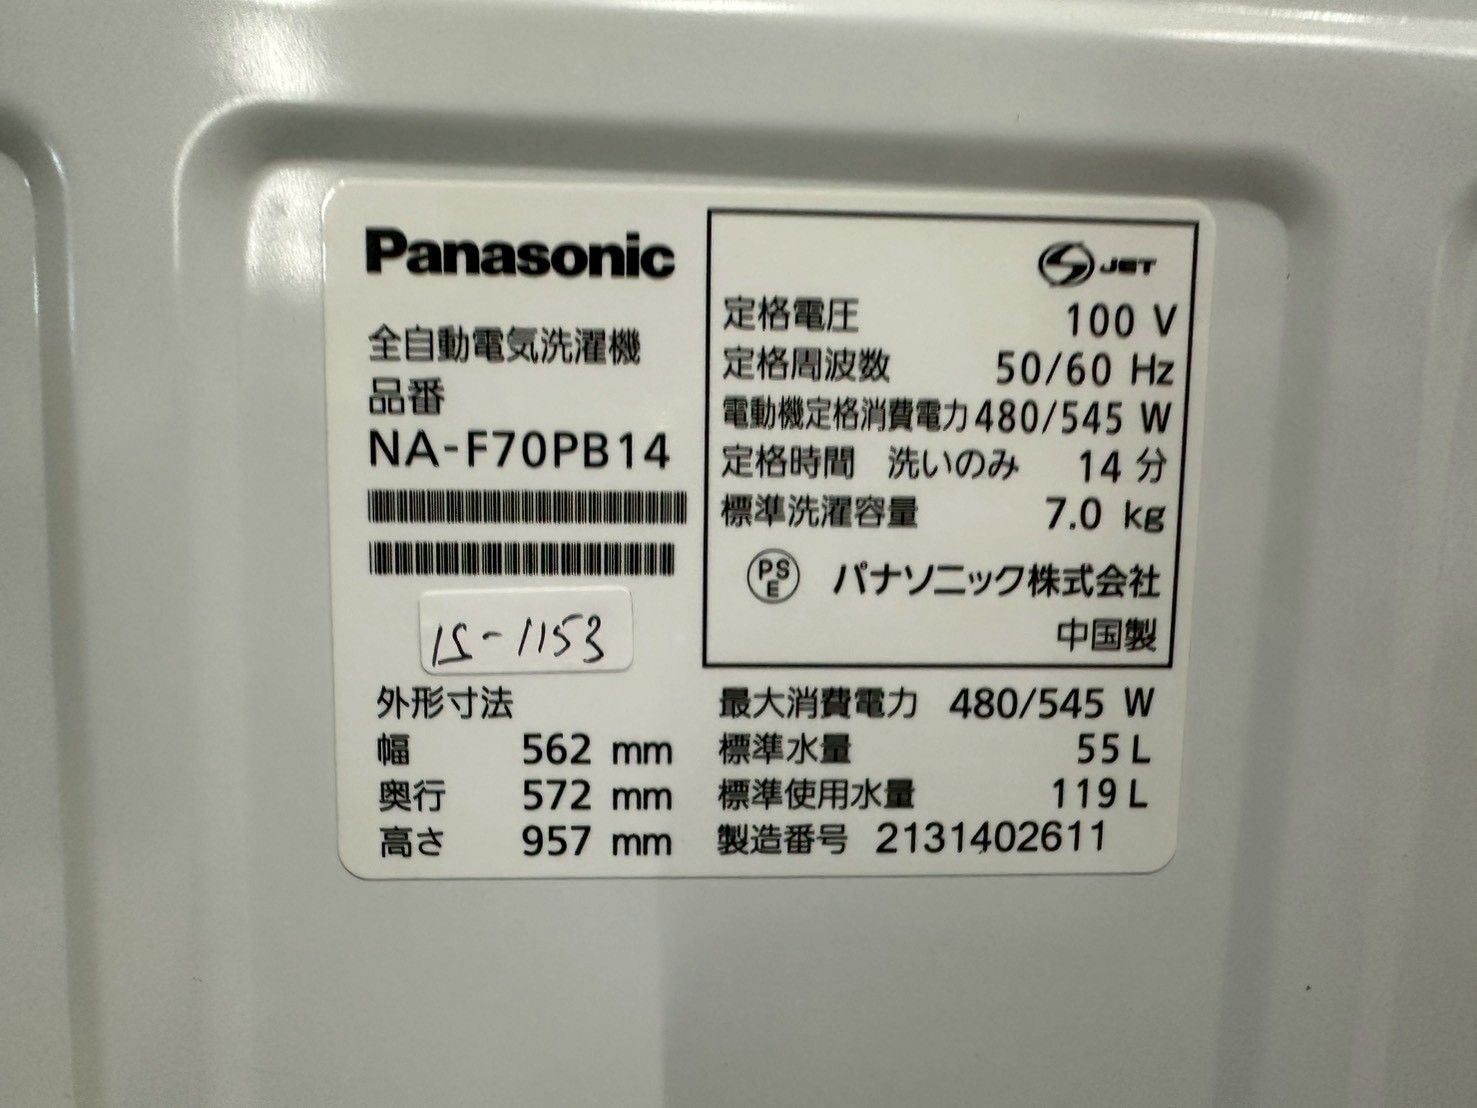 Panasonic
全自動電気洗濯機
品番
NA-F70PB14
IS-1153
外形寸法
幅 562 mm
奥行 572 mm
高さ 957 mm
JET
定格電圧 100 V
定格周波数 50/60 Hz
電動機定格消費電力 480/545 W
定格時間 洗いのみ 14 分
標準洗濯容量 7.0 kg
PSE パナソニック株式会社
中国製
最大消費電力 480/545 W
標準水量 55 L
標準使用水量 119 L
製造番号 2131402611